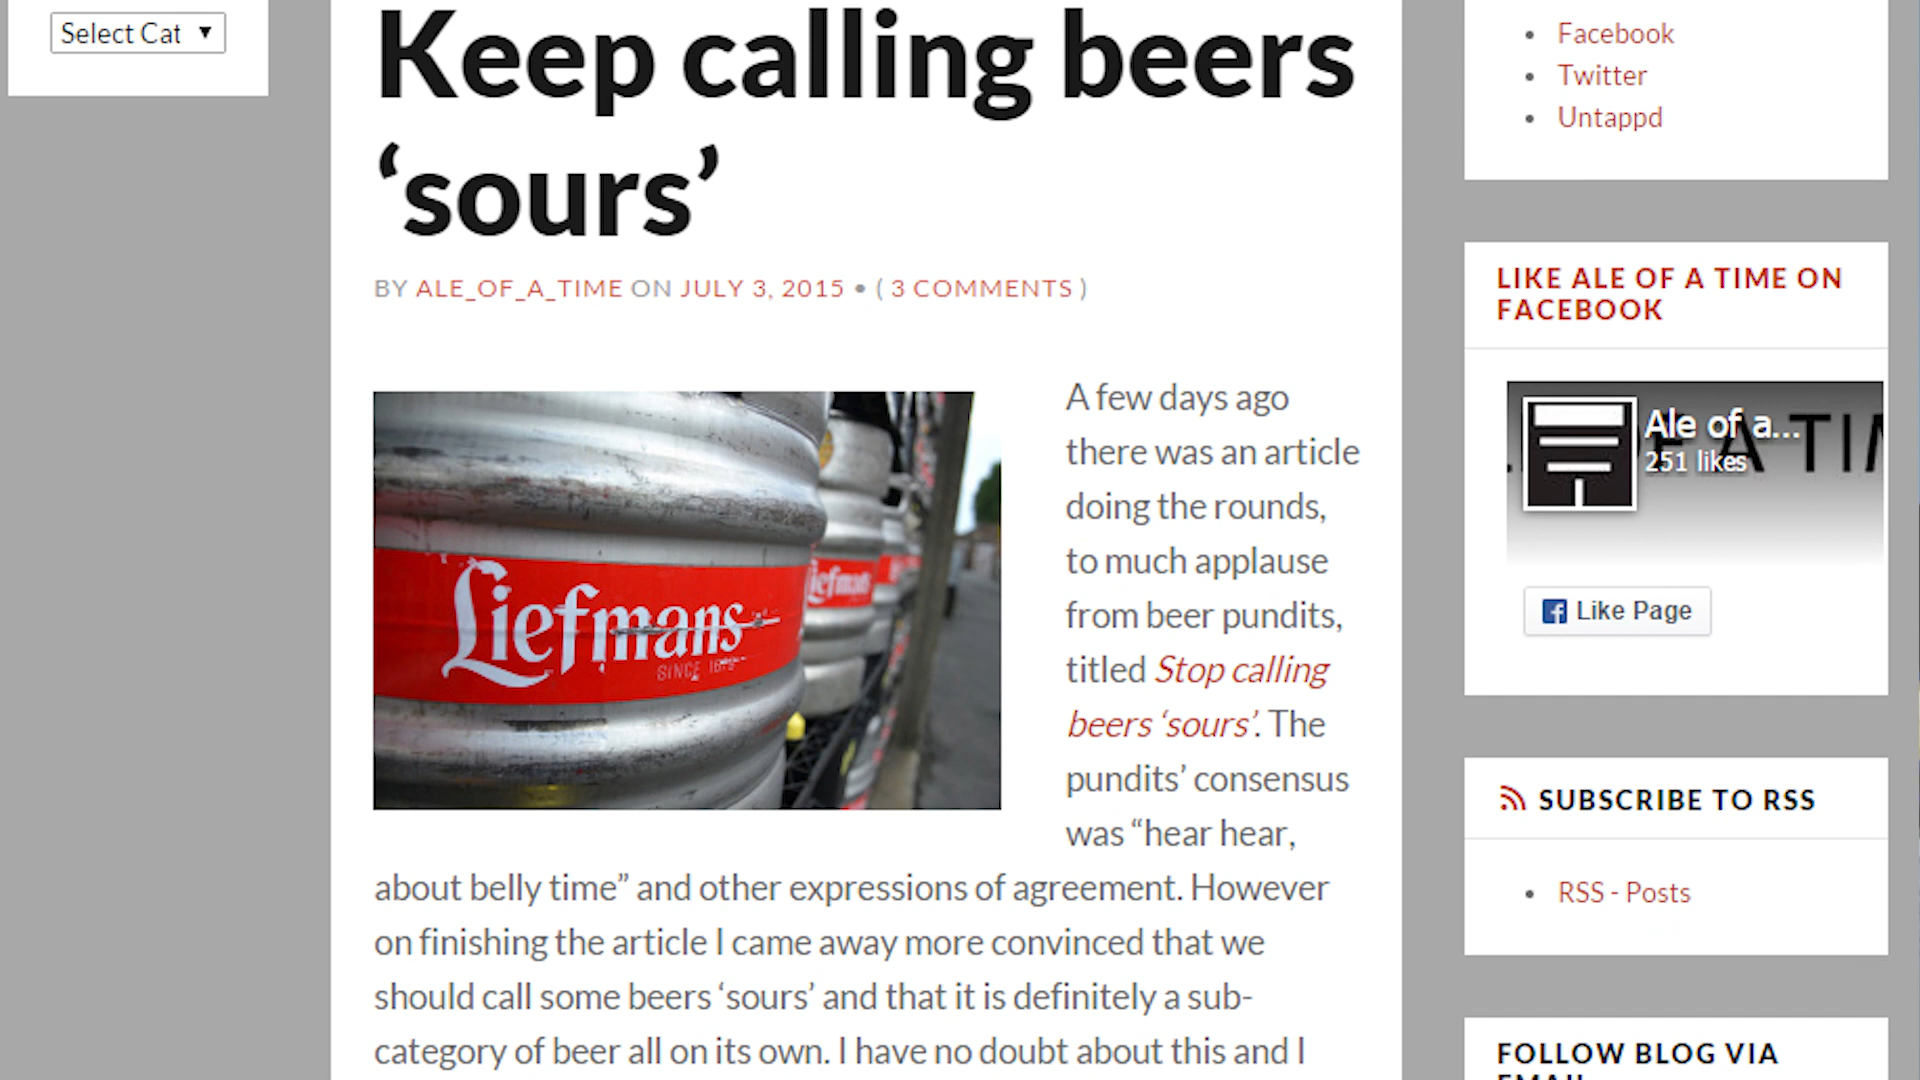 Select Cat
Keep calling beers
‘sours’
BY ALE_OF_A_TIME ON JULY 3, 2015 • ( 3 COMMENTS )
Liefmans
SINCE
Liefmans
A few days ago
there was an article
doing the rounds,
to much applause
from beer pundits,
titled Stop calling
beers ‘sours’. The
pundits’ consensus
was “hear hear,
about belly time” and other expressions of agreement. However
on finishing the article I came away more convinced that we
should call some beers ‘sours’ and that it is definitely a sub-
category of beer all on its own. I have no doubt about this and I
• Facebook
• Twitter
• Untappd
LIKE ALE OF A TIME ON
FACEBOOK
Ale of a...
251 likes
A TIM
Like Page
SUBSCRIBE TO RSS
• RSS - Posts
FOLLOW BLOG VIA
EMAIL